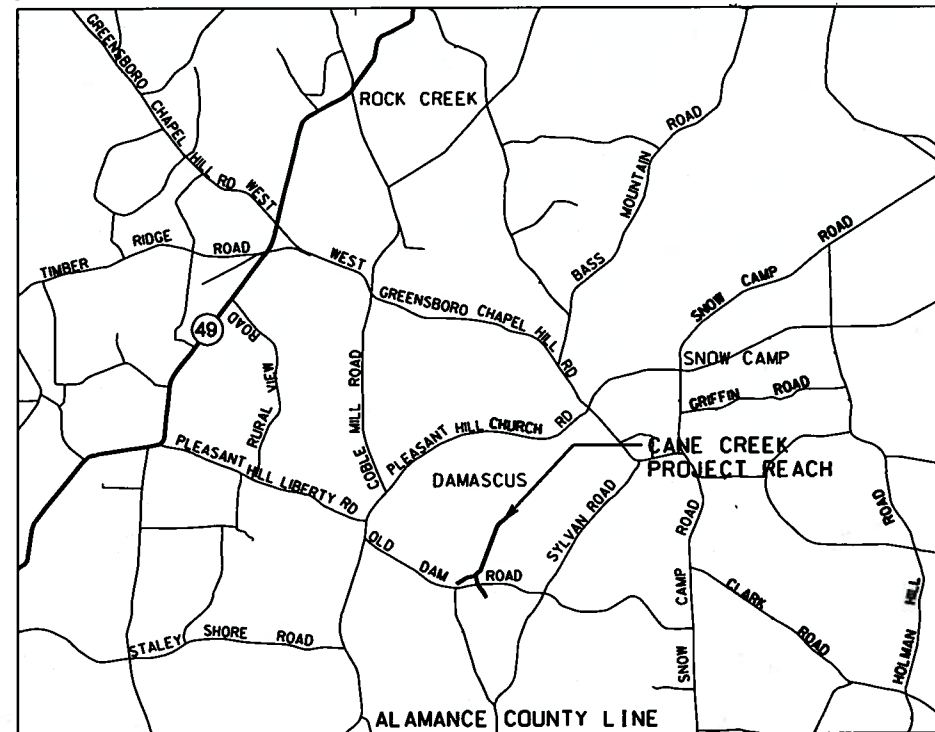 GREENSBORO CHAPEL HILL RD WEST
ROCK CREEK
BASS MOUNTAIN ROAD
TIMBER RIDGE ROAD
WEST GREENSBORO CHAPEL HILL RD
SNOW CAMP ROAD
49
RURAL VIEW ROAD
COBLE MILL ROAD
SNOW CAMP
GRIFFIN ROAD
PLEASANT HILL CHURCH RD
PLEASANT HILL LIBERTY RD
DAMASCUS
CANE CREEK
PROJECT REACH
SYLVAN ROAD
OLD DAM ROAD
SNOW CAMP ROAD
CLARK ROAD
HOLMAN HILL ROAD
STALEY SHORE ROAD
ALAMANCE COUNTY LINE